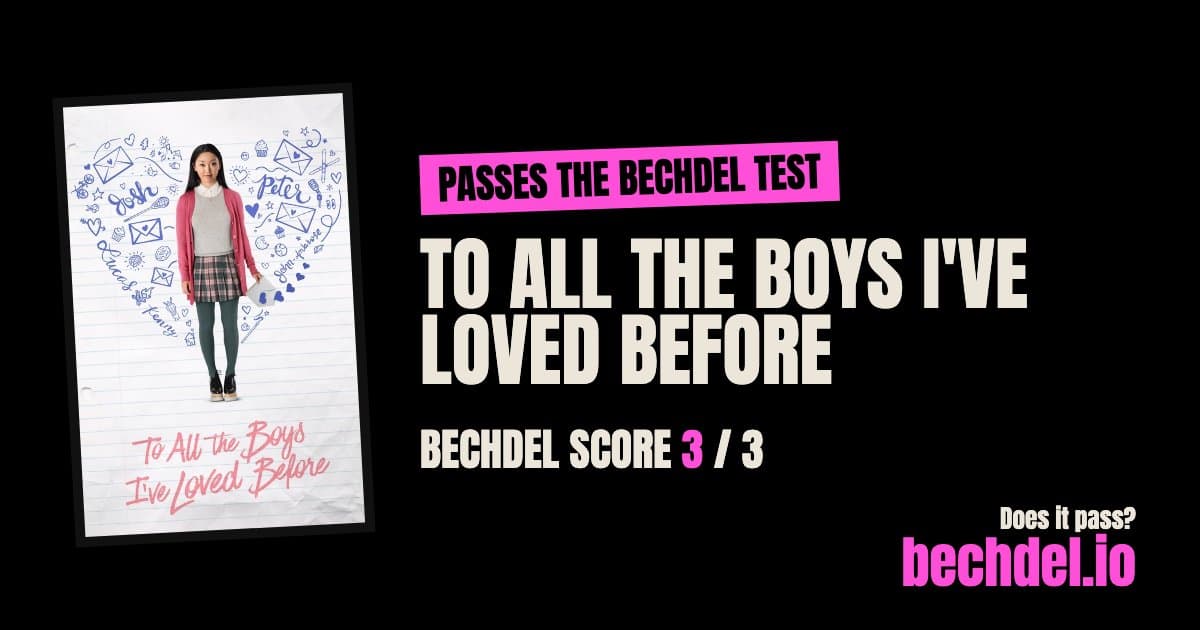 PASSES THE BECHDEL TEST
TO ALL THE BOYS I'VE
LOVED BEFORE
BECHDEL SCORE 3 / 3
Does it pass?
bechdel.io
Josh
Peter
Lucas
John Ambrose
Kenny
To All the Boys
I've Loved Before